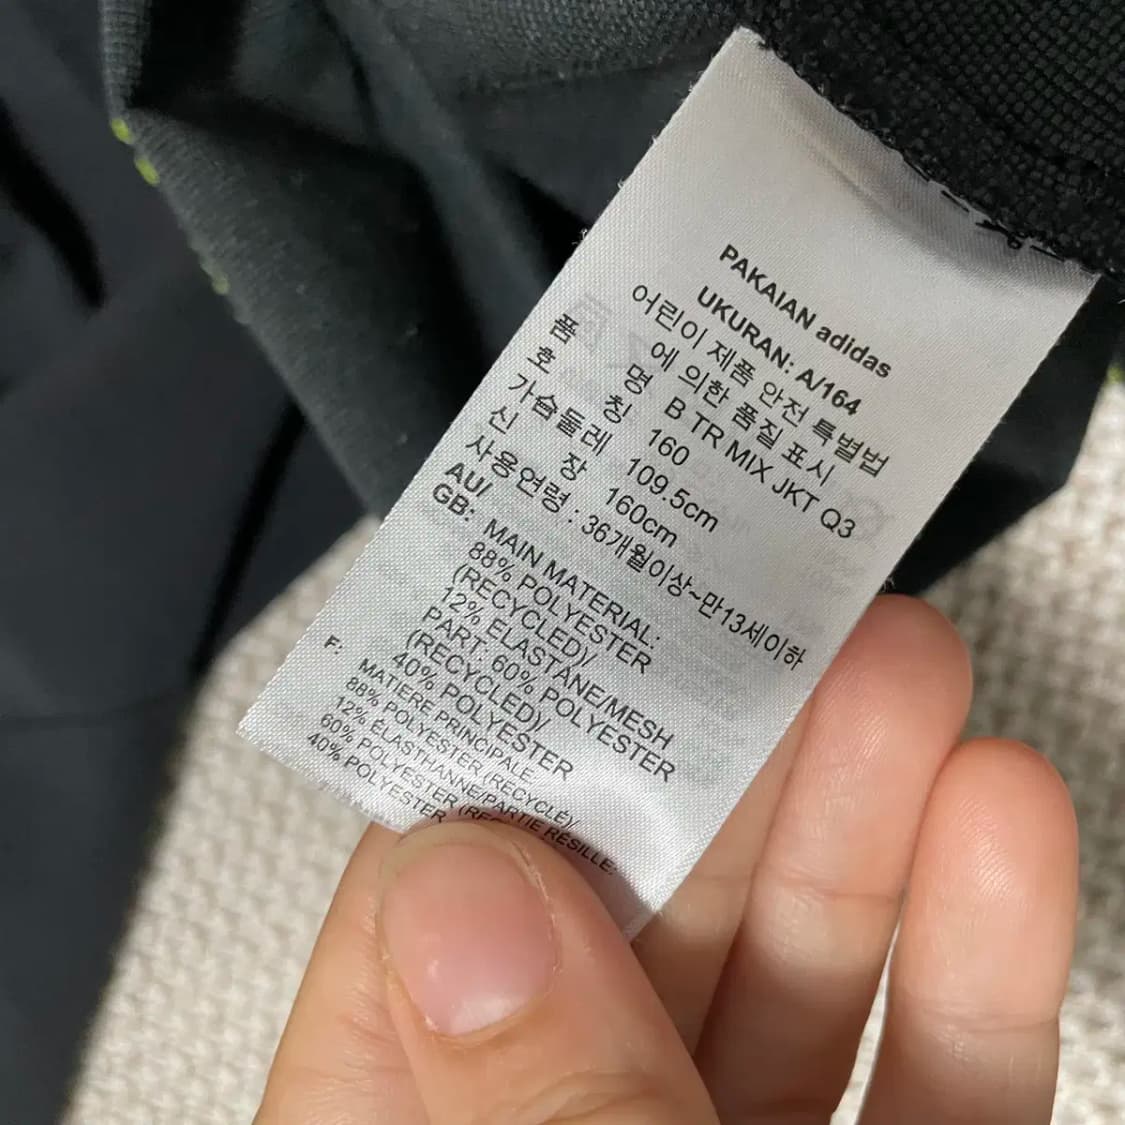 PAKAIAN adidas
UKURAN: A/164
어린이 제품 안전 특별법
에 의한 품질 표시
품 명 B TR MIX JKT Q3
호 칭 160
가슴둘레 109.5cm
신 장 160cm
사용연령 : 36개월이상~만13세이하
AU/
GB: MAIN MATERIAL:
88% POLYESTER
(RECYCLED)/
12% ELASTANE/MESH
PART: 60% POLYESTER
(RECYCLED)/
40% POLYESTER
F: MATIÈRE PRINCIPALE:
88% POLYESTER (RECYCLÉ)/
12% ÉLASTHANNE/PARTIE RÉSILLE:
60% POLYESTER
40% POLYESTER